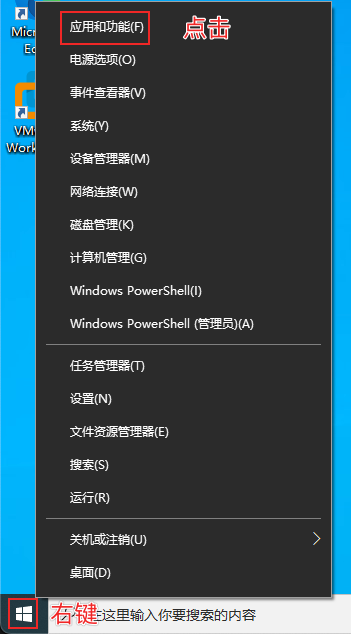 Micros
Ed
VM
Work
应用和功能(F)
点击
电源选项(O)
事件查看器(V)
系统(Y)
设备管理器(M)
网络连接(W)
磁盘管理(K)
计算机管理(G)
Windows PowerShell(I)
Windows PowerShell (管理员)(A)
任务管理器(T)
设置(N)
文件资源管理器(E)
搜索(S)
运行(R)
关机或注销(U)
桌面(D)
右键
在这里输入你要搜索的内容